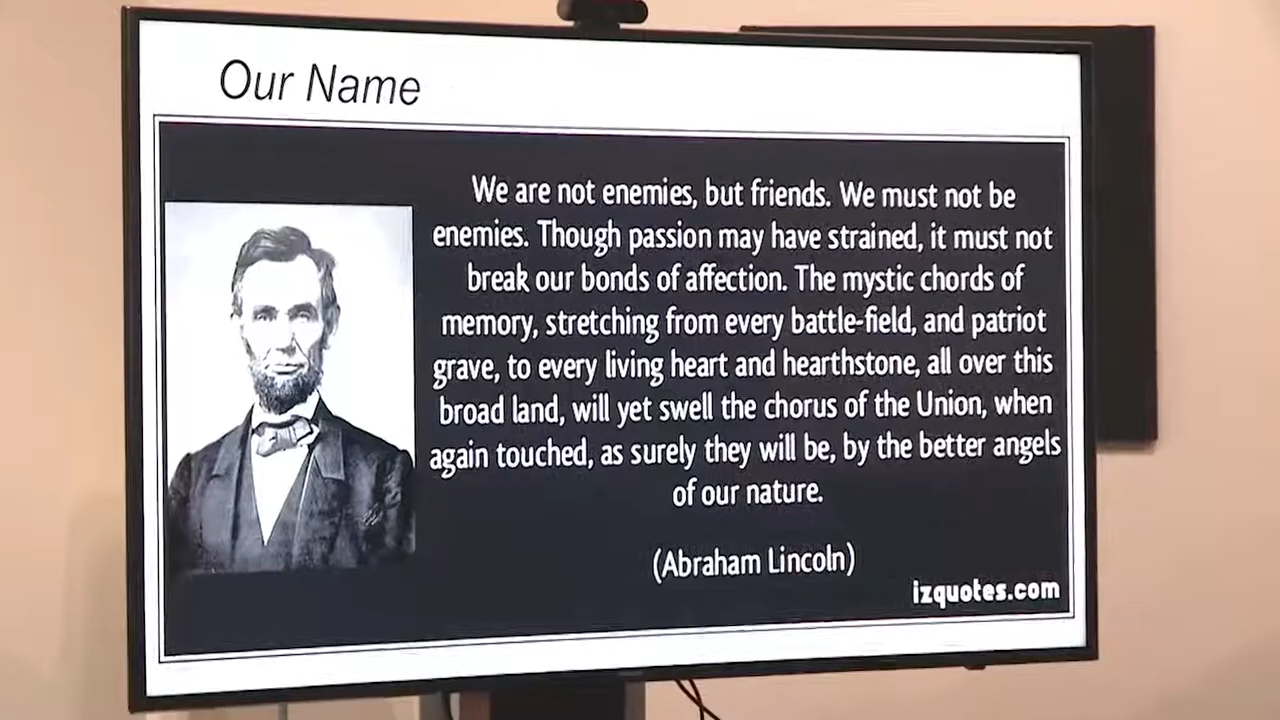 Our Name
We are not enemies, but friends. We must not be
enemies. Though passion may have strained, it must not
break our bonds of affection. The mystic chords of
memory, stretching from every battle-field, and patriot
grave, to every living heart and hearthstone, all over this
broad land, will yet swell the chorus of the Union, when
again touched, as surely they will be, by the better angels
of our nature.
(Abraham Lincoln)
izquotes.com